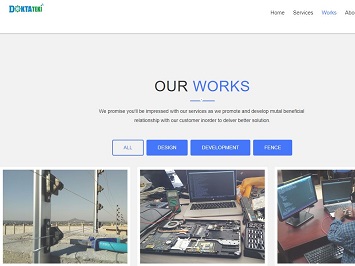 DOKTATEKI
Home Services Works Abo
OUR WORKS
We promise you'll be impressed with our services as we promote and develop mutal beneficial
relationship with our customer inorder to deliver better solution.
ALL DESIGN DEVELOPMENT FENCE